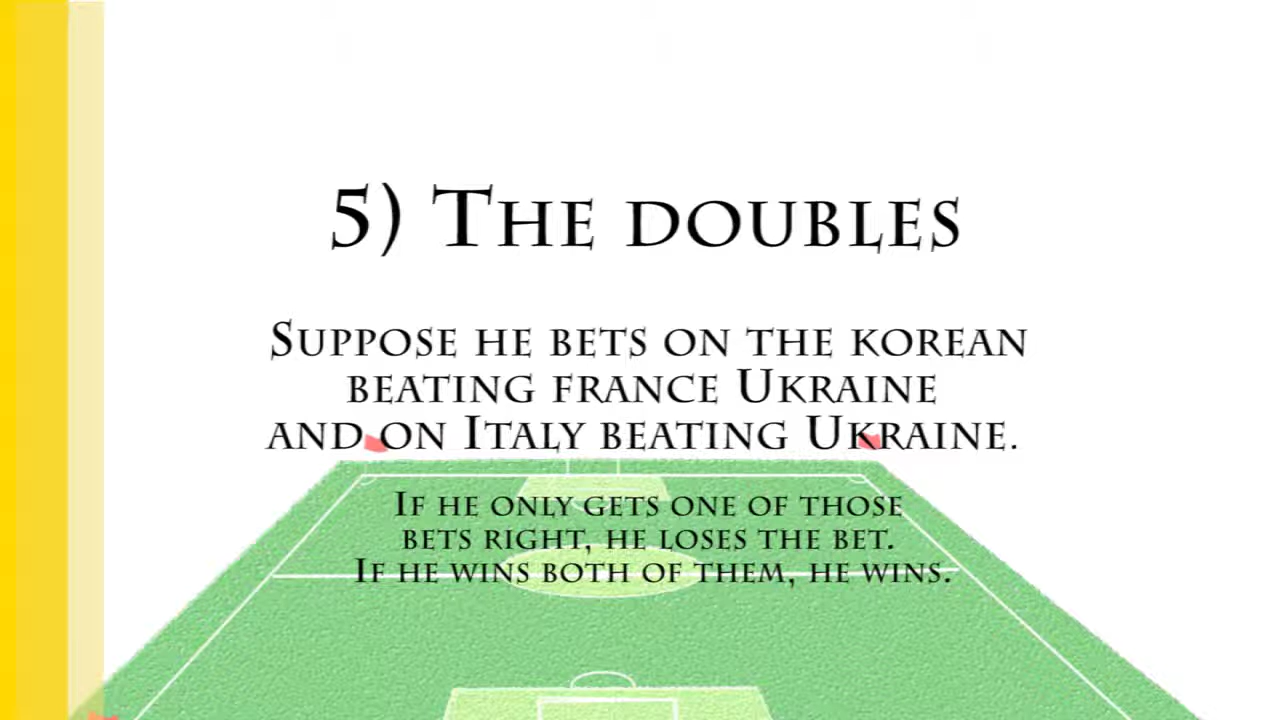 5) The doubles
Suppose he bets on the korean
beating france Ukraine
and on Italy beating Ukraine.
If he only gets one of those
bets right, he loses the bet.
If he wins both of them, he wins.